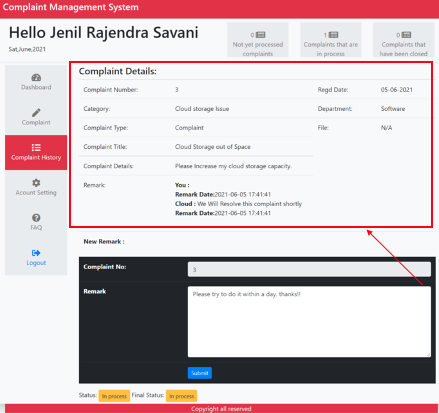 Complaint Management System
Hello Jenil Rajendra Savani
Sat,June,2021
0
Not yet processed
complaints
1
Complaints that are
in process
0
Complaints that
have been closed
Dashboard
Complaint
Complaint History
Acount Setting
FAQ
Logout
Complaint Details:
Complaint Number: 3 Regd Date: 05-06-2021
Category: Cloud storage Issue Department: Software
Complaint Type: Complaint File: N/A
Complaint Title: Cloud Storage out of Space
Complaint Details: Please Increase my cloud storage capacity.
Remark: You :
Remark Date:2021-06-05 17:41:41
Cloud : We Will Resolve this complaint shortly
Remark Date:2021-06-05 17:41:41
New Remark :
Complaint No: 3
Remark Please try to do it within a day. thanks!!
Submit
Status: In process Final Status: In process
Copyright all reserved